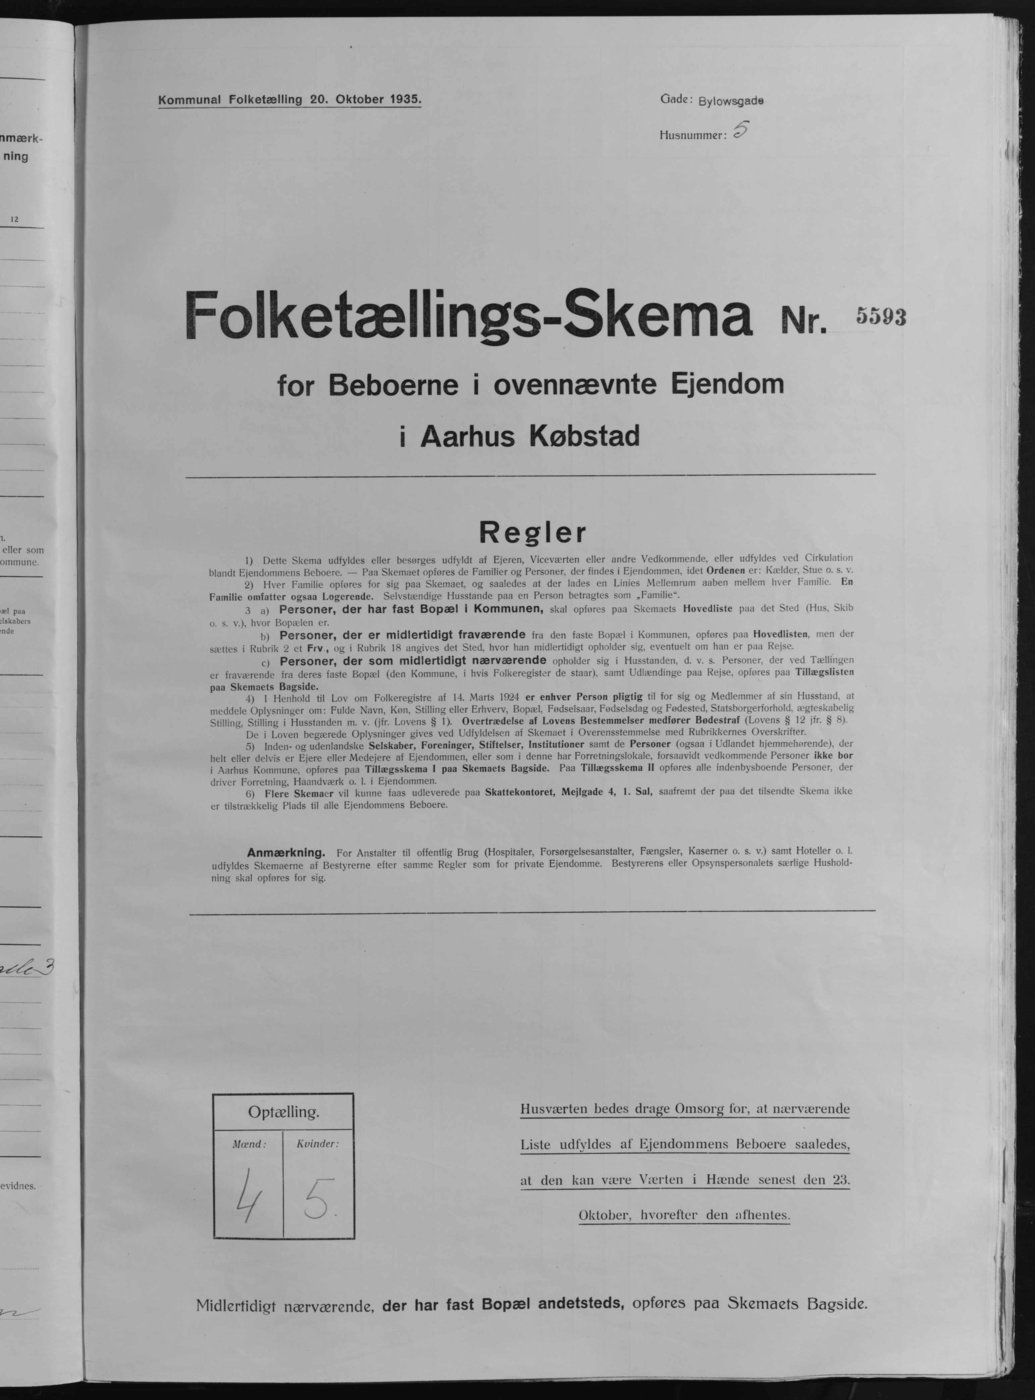 Kommunal Folketælling 20. Oktober 1935.
Gade: Bylowsgade
Husnummer: 5
nmærk-
ning
12
Folketællings-Skema Nr. 5593
for Beboerne i ovennævnte Ejendom
i Aarhus Købstad
Regler
1) Dette Skema udfyldes eller besørges udfyldt af Ejeren, Viceværten eller andre Vedkommende, eller udfyldes ved Cirkulation
blandt Ejendommens Beboere. — Paa Skemaet opføres de Familier og Personer, der findes i Ejendommen, idet Ordenen er: Kælder, Stue o. s. v.
2) Hver Familie opføres for sig paa Skemaet, og saaledes at der lades en Linies Mellemrum aaben mellem hver Familie. En
Familie omfatter ogsaa Logerende. Selvstændige Husstande paa en Person betragtes som „Familie“.
3 a) Personer, der har fast Bopæl i Kommunen, skal opføres paa Skemaets Hovedliste paa det Sted (Hus, Skib
o. s. v.), hvor Bopælen er.
b) Personer, der er midlertidigt fraværende fra den faste Bopæl i Kommunen, opføres paa Hovedlisten, men der
sættes i Rubrik 2 et Frv., og i Rubrik 18 angives det Sted, hvor han midlertidigt opholder sig, eventuelt om han er paa Rejse.
c) Personer, der som midlertidigt nærværende opholder sig i Husstanden, d. v. s. Personer, der ved Tællingen
er fraværende fra deres faste Bopæl (den Kommune, i hvis Folkeregister de staar), samt Udlændinge paa Rejse, opføres paa Tillægslisten
paa Skemaets Bagside.
4) I Henhold til Lov om Folkeregistre af 14. Marts 1924 er enhver Person pligtig til for sig og Medlemmer af sin Husstand, at
meddele Oplysninger om: Fulde Navn, Køn, Stilling eller Erhverv, Bopæl, Fødselsaar, Fødselsdag og Fødested, Statsborgerforhold, ægteskabelig
Stilling, Stilling i Husstanden m. v. (jfr. Lovens § 1). Overtrædelse af Lovens Bestemmelser medfører Bødestraf (Lovens § 12 jfr. § 8).
De i Loven begærede Oplysninger gives ved Udfyldelsen af Skemaet i Overensstemmelse med Rubrikkernes Overskrifter.
5) Inden- og udenlandske Selskaber, Foreninger, Stiftelser, Institutioner samt de Personer (ogsaa i Udlandet hjemmehørende), der
helt eller delvis er Ejere eller Medejere af Ejendommen, eller som i denne har Forretningslokale, forsaavidt vedkommende Personer ikke bor
i Aarhus Kommune, opføres paa Tillægsskema I paa Skemaets Bagside. Paa Tillægsskema II opføres alle indenbysboende Personer, der
driver Forretning, Haandværk o. l. i Ejendommen.
6) Flere Skemaer vil kunne faas udleverede paa Skattekontoret, Mejlgade 4, 1. Sal, saafremt der paa det tilsendte Skema ikke
er tilstrækkelig Plads til alle Ejendommens Beboere.
Anmærkning. For Anstalter til offentlig Brug (Hospitaler, Forsørgelsesanstalter, Fængsler, Kaserner o. s. v.) samt Hoteller o. l.
udfyldes Skemaerne af Bestyrerne efter samme Regler som for private Ejendomme. Bestyrerens eller Opsynspersonalets særlige Hushold-
ning skal opføres for sig.
eller som
ommune.
æl paa
elskabers
ende
evidnes.
Optælling.
Mænd: Kvinder:
4 5.
Husværten bedes drage Omsorg for, at nærværende
Liste udfyldes af Ejendommens Beboere saaledes,
at den kan være Værten i Hænde senest den 23.
Oktober, hvorefter den afhentes.
Midlertidigt nærværende, der har fast Bopæl andetsteds, opføres paa Skemaets Bagside.